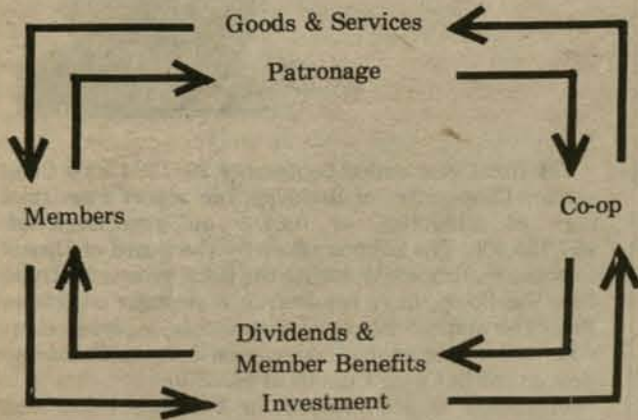 Goods & Services
Patronage
Members
Co-op
Dividends &
Member Benefits
Investment